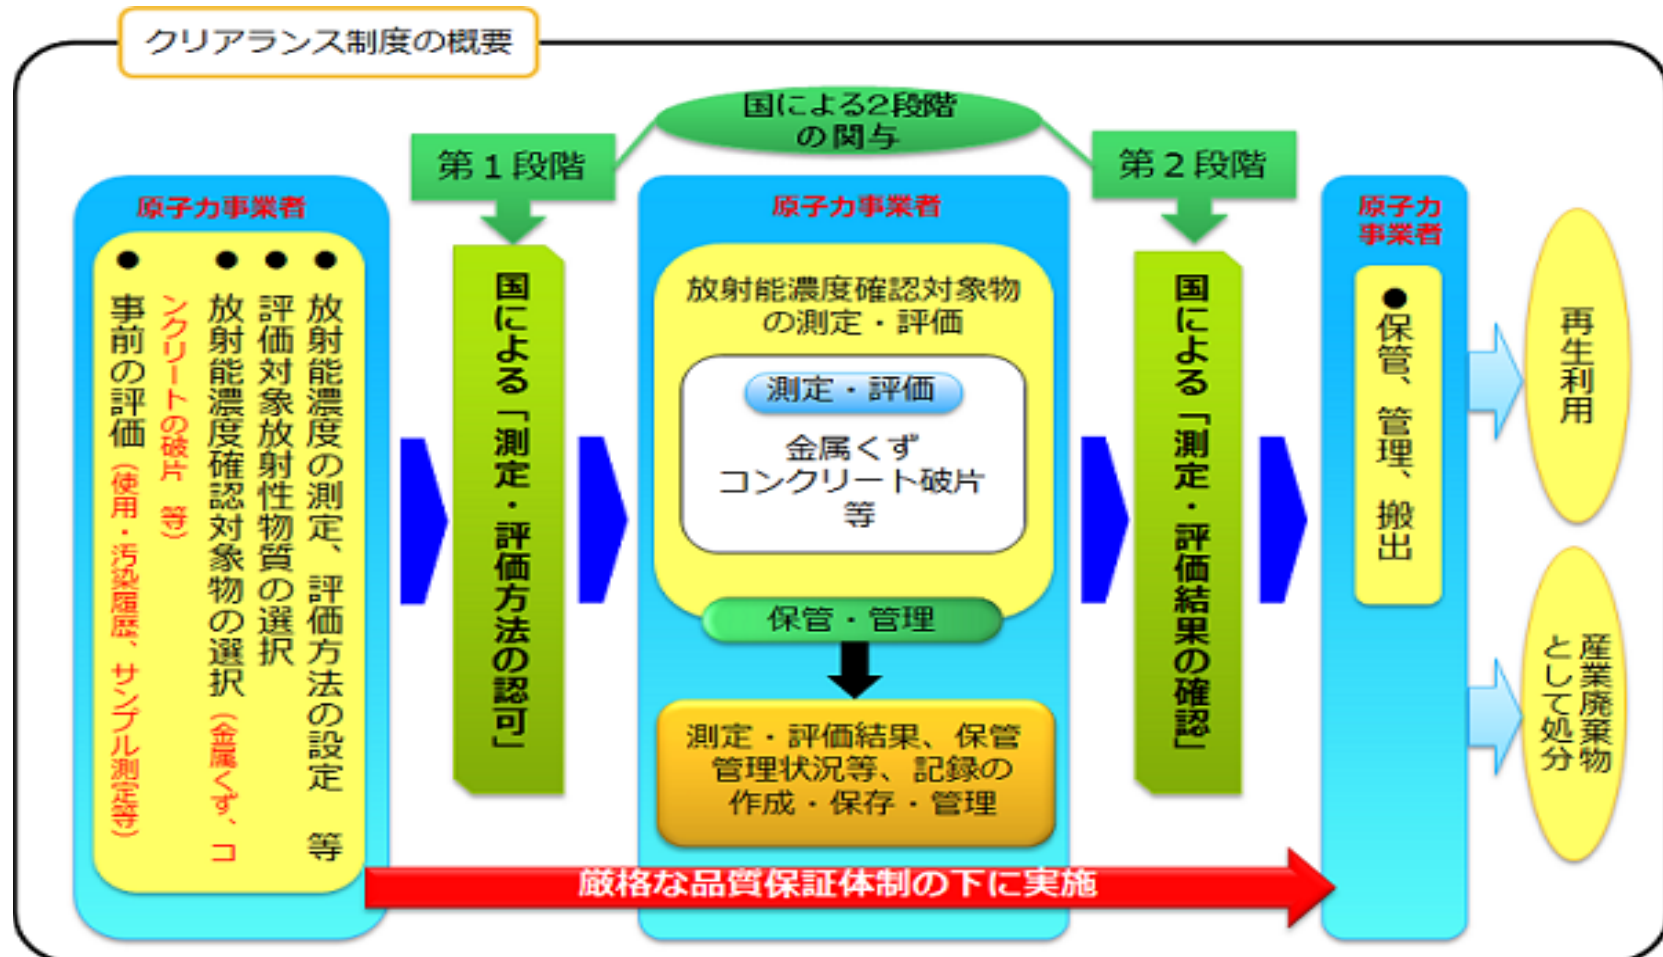 クリアランス制度の概要
国による2段階
の関与
第１段階
第２段階
原子力事業者
● 放射能濃度の測定、評価方法の設定　等
● 評価対象放射性物質の選択
● 放射能濃度確認対象物の選択（金属くず、コ
ンクリートの破片　等）
● 事前の評価（使用・汚染履歴、サンプル測定等）
国による「測定・評価方法の認可」
原子力事業者
放射能濃度確認対象物
の測定・評価
測定・評価
金属くず
コンクリート破片
等
保管・管理
測定・評価結果、保管
管理状況等、記録の
作成・保存・管理
国による「測定・評価結果の確認」
原子力
事業者
●保管、管理、搬出
再生利用
産業廃棄物
として処分
厳格な品質保証体制の下に実施